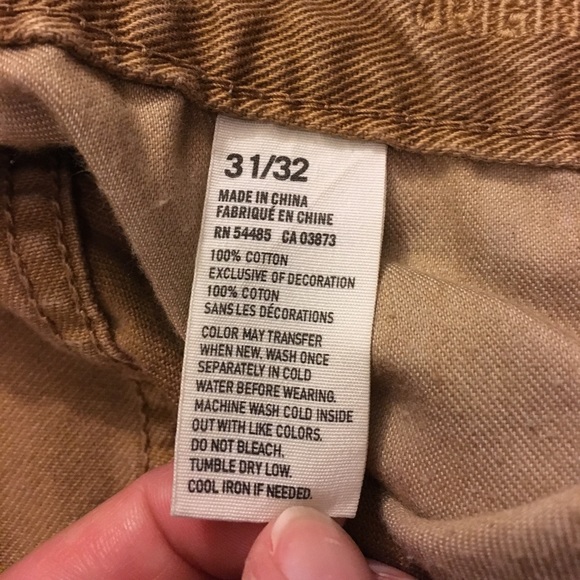 ORIGIN
31/32
MADE IN CHINA
FABRIQUÉ EN CHINE
RN 54485 CA 03873
100% COTTON
EXCLUSIVE OF DECORATION
100% COTON
SANS LES DÉCORATIONS
COLOR MAY TRANSFER
WHEN NEW. WASH ONCE
SEPARATELY IN COLD
WATER BEFORE WEARING.
MACHINE WASH COLD INSIDE
OUT WITH LIKE COLORS.
DO NOT BLEACH.
TUMBLE DRY LOW.
COOL IRON IF NEEDED.